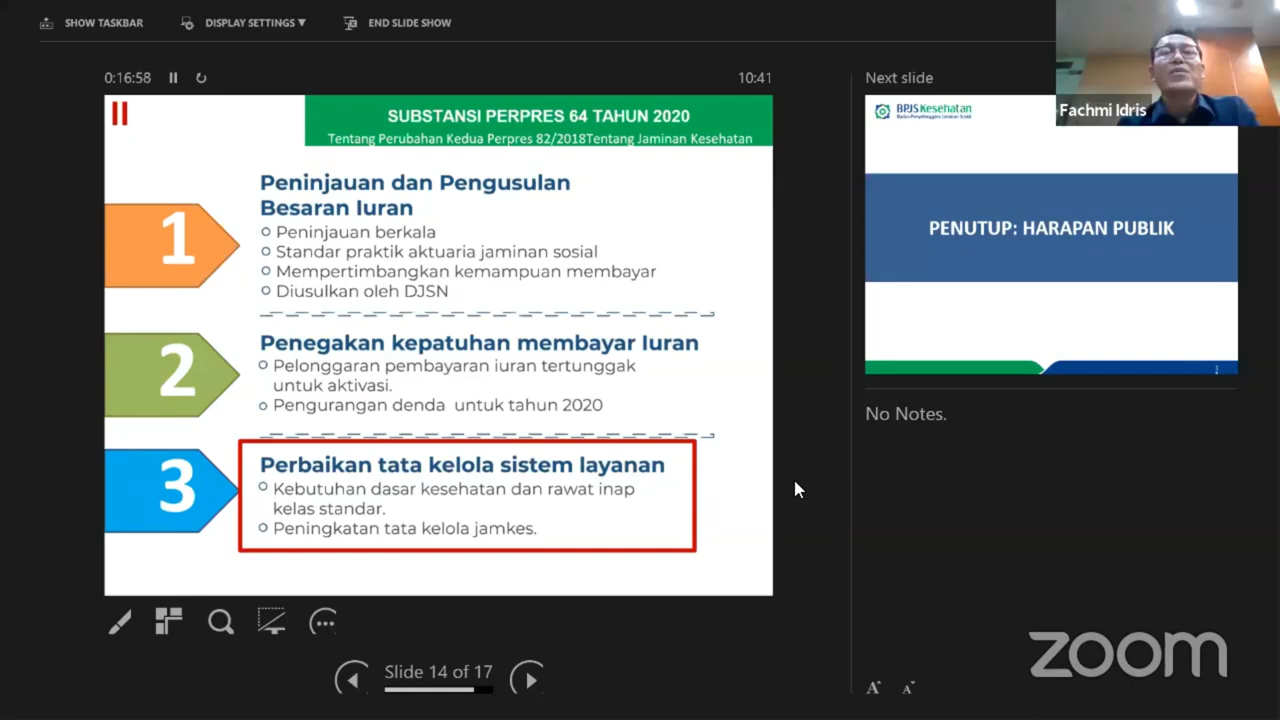 SHOW TASKBAR
DISPLAY SETTINGS ▼
END SLIDE SHOW
0:16:58
10:41
SUBSTANSI PERPRES 64 TAHUN 2020
Tentang Perubahan Kedua Perpres 82/2018Tentang Jaminan Kesehatan
1
Peninjauan dan Pengusulan
Besaran Iuran
Peninjauan berkala
Standar praktik aktuaria jaminan sosial
Mempertimbangkan kemampuan membayar
Diusulkan oleh DJSN
2
Penegakan kepatuhan membayar Iuran
Pelonggaran pembayaran iuran tertunggak
untuk aktivasi.
Pengurangan denda untuk tahun 2020
3
Perbaikan tata kelola sistem layanan
Kebutuhan dasar kesehatan dan rawat inap
kelas standar.
Peningkatan tata kelola jamkes.
Slide 14 of 17
Next slide
Fachmi Idris
BPJS Kesehatan
Badan Penyelenggara Jaminan Sosial
PENUTUP: HARAPAN PUBLIK
No Notes.
A A
zoom